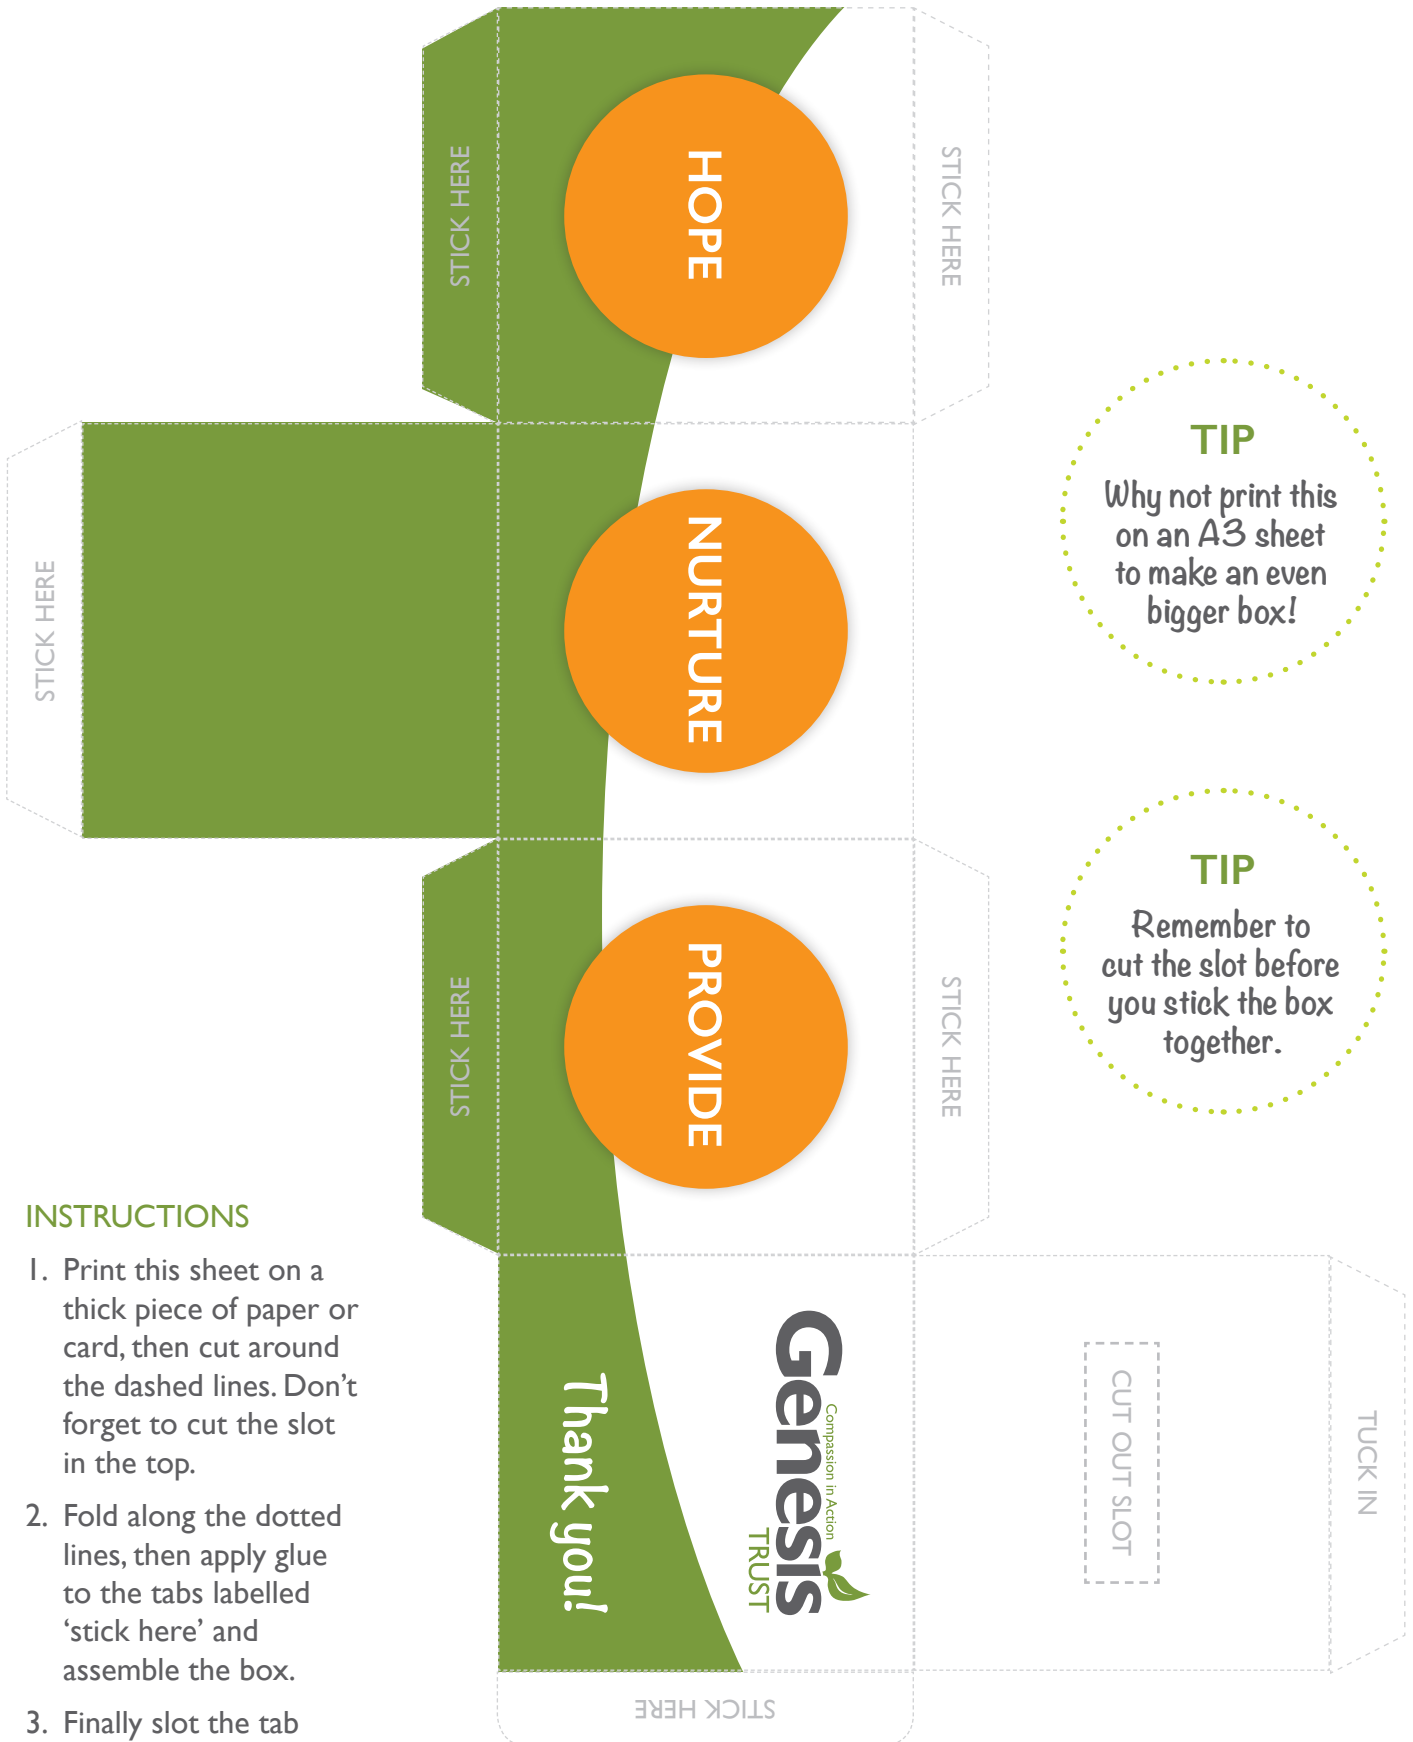 STICK HERE
HOPE
STICK HERE
STICK HERE
NURTURE
TIP
Why not print this
on an A3 sheet
to make an even
bigger box!
STICK HERE
PROVIDE
STICK HERE
TIP
Remember to
cut the slot before
you stick the box
together.
INSTRUCTIONS
1. Print this sheet on a
thick piece of paper or
card, then cut around
the dashed lines. Don't
forget to cut the slot
in the top.
2. Fold along the dotted
lines, then apply glue
to the tabs labelled
‘stick here’ and
assemble the box.
3. Finally slot the tab
Thank you!
Genesis
Compassion in Action
TRUST
CUT OUT SLOT
TUCK IN
STICK HERE